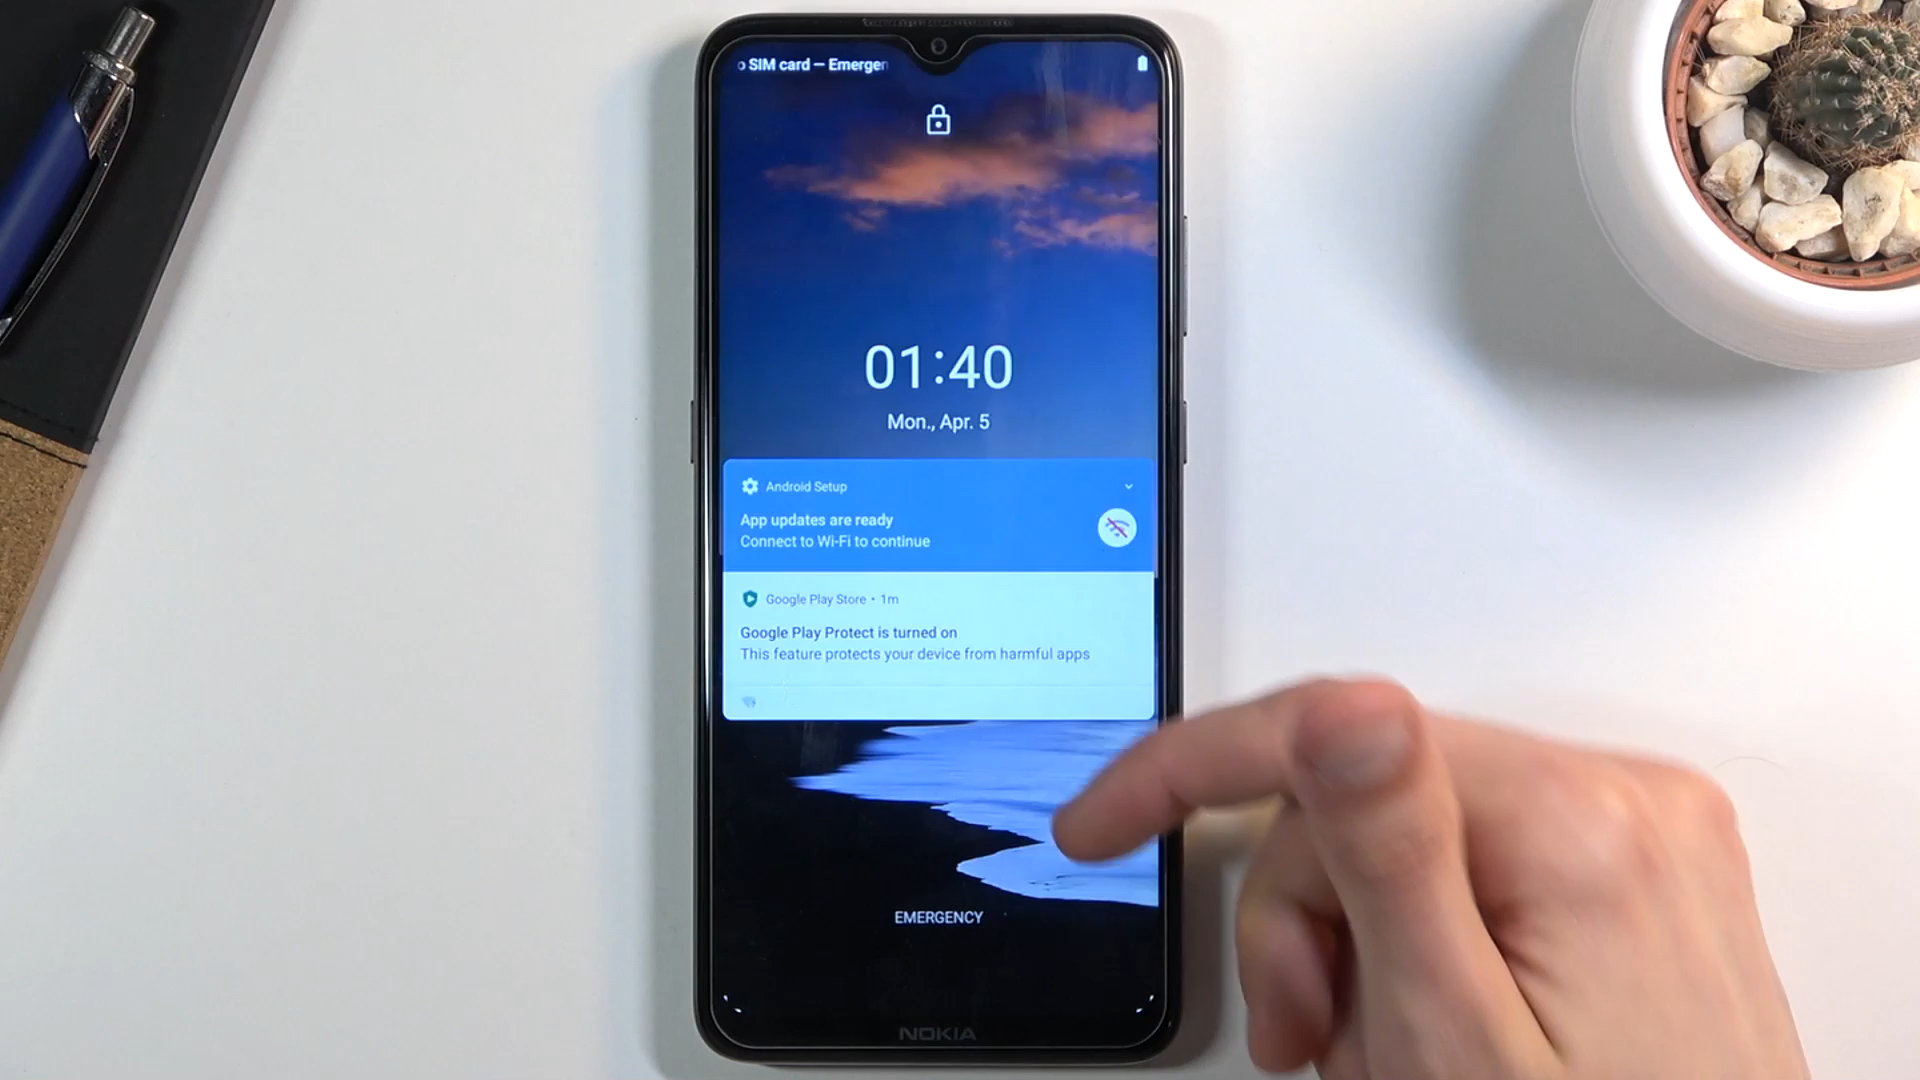 SIM card — Emergen
01:40
Mon., Apr. 5
Android Setup
App updates are ready
Connect to Wi-Fi to continue
Google Play Store • 1m
Google Play Protect is turned on
This feature protects your device from harmful apps
EMERGENCY
NOKIA